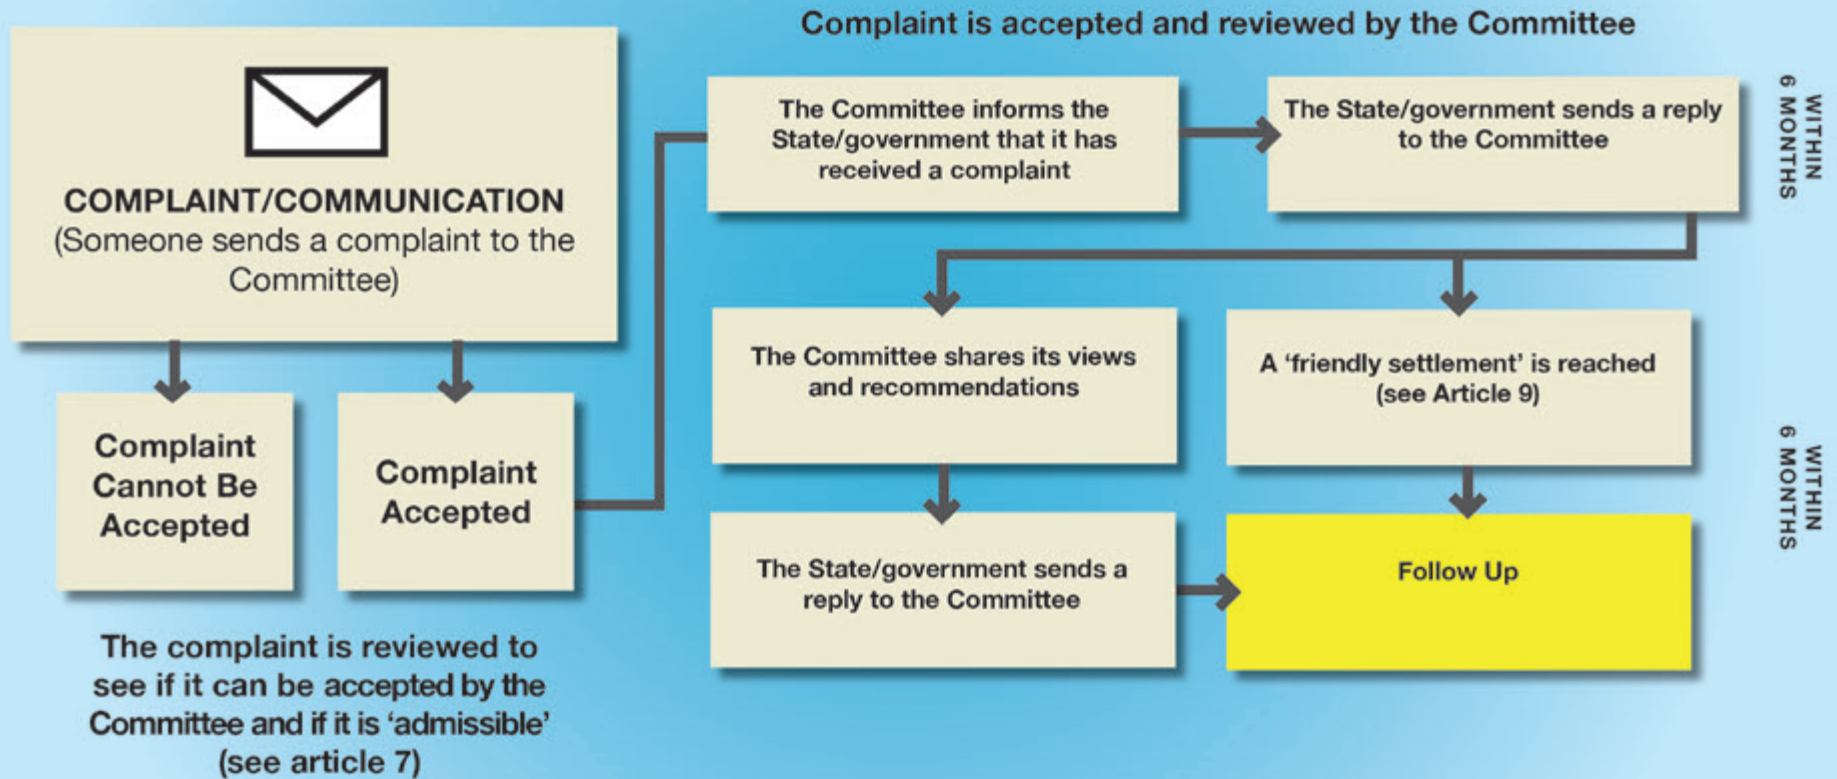 COMPLAINT/COMMUNICATION
(Someone sends a complaint to the
Committee)
Complaint
Cannot Be
Accepted
Complaint
Accepted
The complaint is reviewed to
see if it can be accepted by the
Committee and if it is ‘admissible’
(see article 7)
Complaint is accepted and reviewed by the Committee
The Committee informs the
State/government that it has
received a complaint
The State/government sends a reply
to the Committee
WITHIN
6 MONTHS
The Committee shares its views
and recommendations
A ‘friendly settlement’ is reached
(see Article 9)
The State/government sends a
reply to the Committee
Follow Up
WITHIN
6 MONTHS